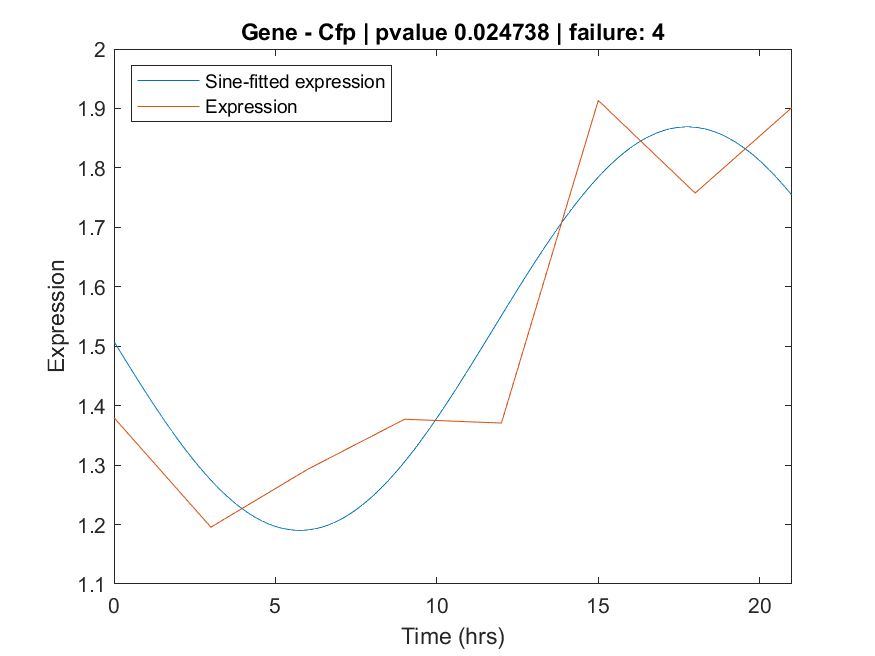 Gene - Cfp | pvalue 0.024738 | failure: 4
Sine-fitted expression
Expression
Expression
2
1.9
1.8
1.7
1.6
1.5
1.4
1.3
1.2
1.1
0 5 10 15 20
Time (hrs)